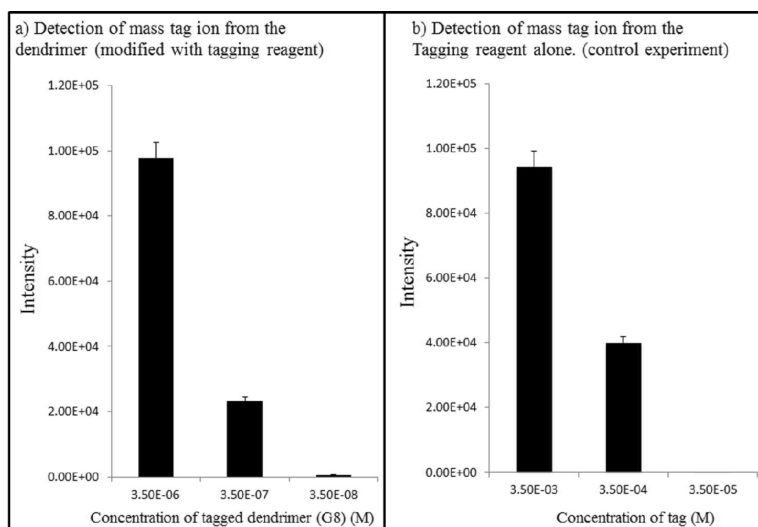 a) Detection of mass tag ion from the
dendrimer (modified with tagging reagent)
1.20E+05
1.00E+05
8.00E+04
6.00E+04
4.00E+04
2.00E+04
0.00E+00
Intensity
3.50E-06 3.50E-07 3.50E-08
Concentration of tagged dendrimer (G8) (M)
b) Detection of mass tag ion from the
Tagging reagent alone. (control experiment)
1.20E+05
1.00E+05
8.00E+04
6.00E+04
4.00E+04
2.00E+04
0.00E+00
Intensity
3.50E-03 3.50E-04 3.50E-05
Concentration of tag (M)